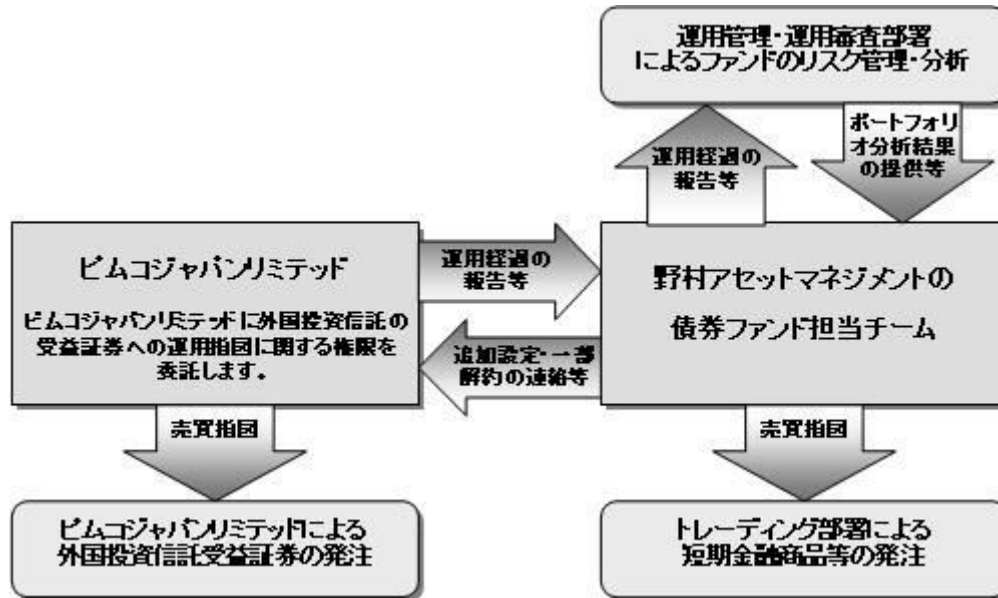 運用管理・運用審査部署
によるファンドのリスク管理・分析
運用経過の
報告等
ポートフォリ
オ分析結果
の提供等
ピムコジャパンリミテッド
ピムコジャパンリミテッドに外国投資信託の
受益証券への運用指図に関する権限を
委託します。
運用経過の
報告等
追加設定・一部
解約の連絡等
野村アセットマネジメントの
債券ファンド担当チーム
売買指図
売買指図
ピムコジャパンリミテッドによる
外国投資信託受益証券の発注
トレーディング部署による
短期金融商品等の発注